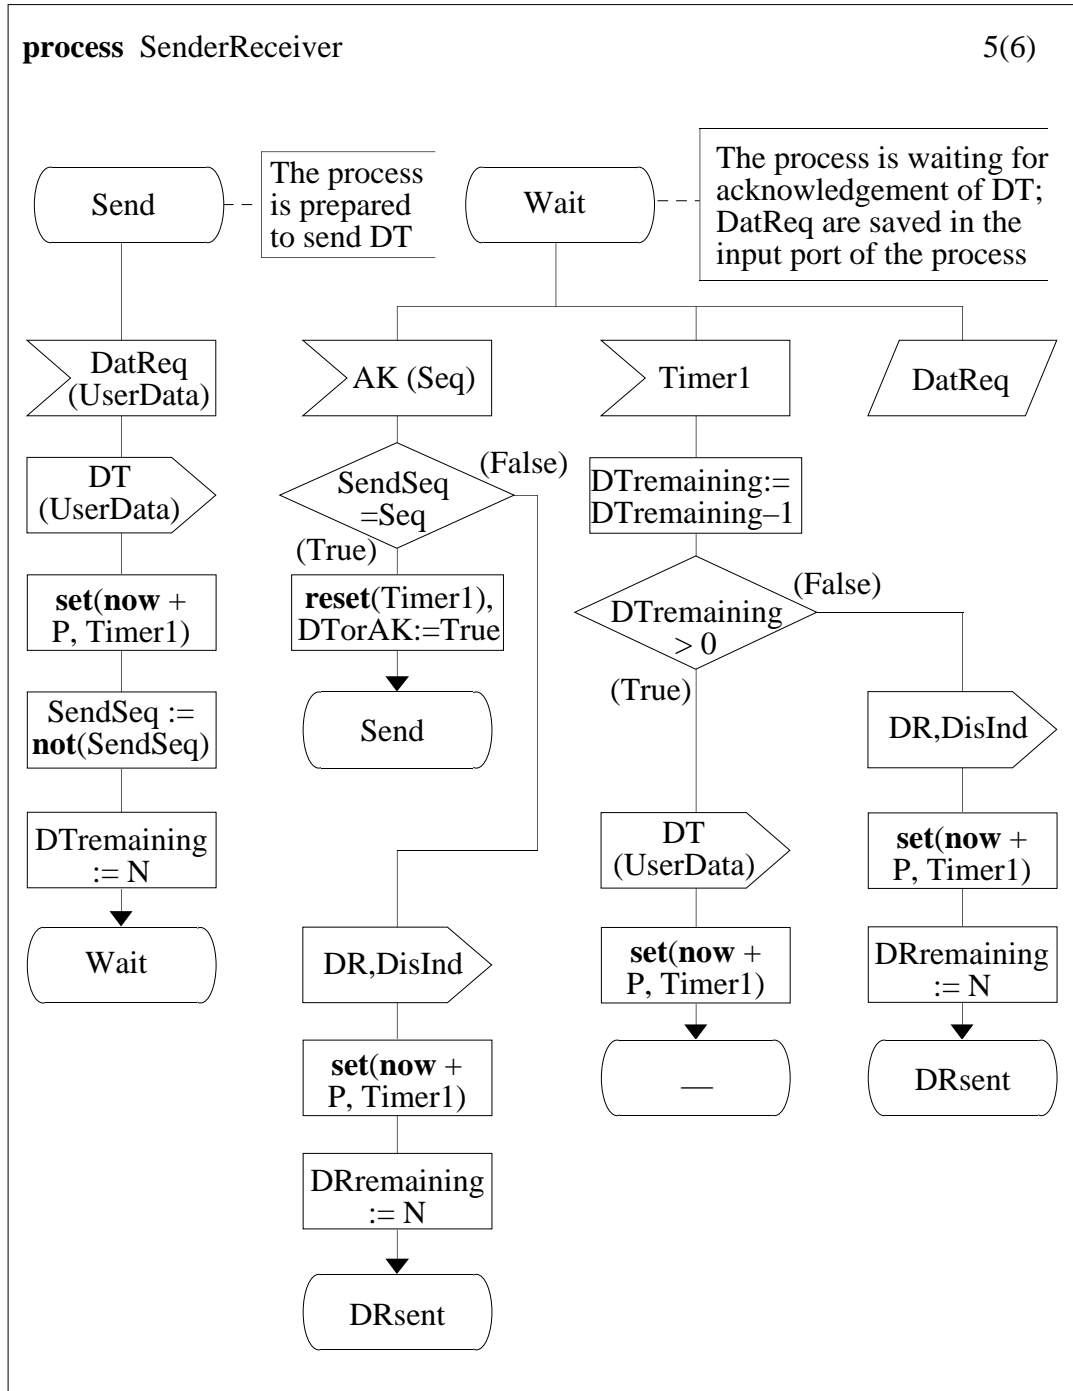 process SenderReceiver 5(6)
Send
The process
is prepared
to send DT
Wait
The process is waiting for
acknowledgement of DT;
DatReq are saved in the
input port of the process
DatReq
(UserData)
DT
(UserData)
set(now +
P, Timer1)
SendSeq :=
not(SendSeq)
DTremaining
:= N
Wait
AK (Seq)
SendSeq
=Seq
(False)
(True)
reset(Timer1),
DTorAK:=True
Send
DR,DisInd
set(now +
P, Timer1)
DRremaining
:= N
DRsent
Timer1
DTremaining:=
DTremaining–1
DTremaining
> 0
(False)
(True)
DT
(UserData)
set(now +
P, Timer1)
—
DR,DisInd
set(now +
P, Timer1)
DRremaining
:= N
DRsent
DatReq